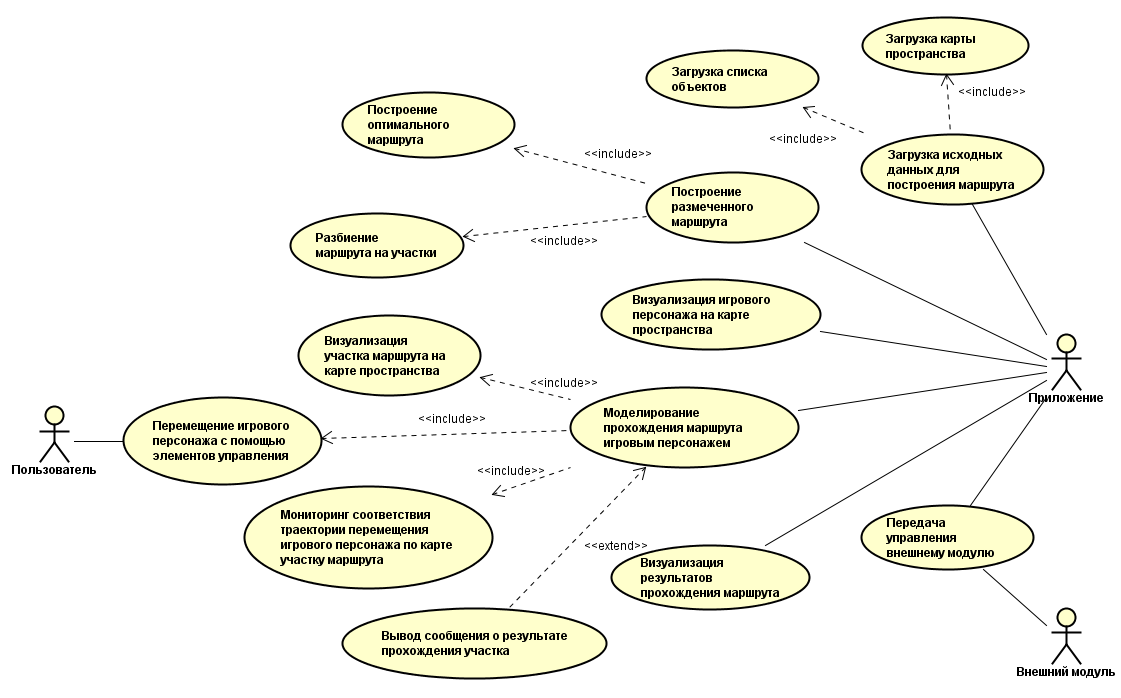 Загрузка карты
пространства
Загрузка списка
объектов
<<include>>
Построение
оптимального
маршрута
<<include>>
<<include>>
Загрузка исходных
данных для
построения маршрута
Построение
размеченного
маршрута
Разбиение
маршрута на участки
<<include>>
Визуализация игрового
персонажа на карте
пространства
Визуализация
участка маршрута на
карте пространства
<<include>>
Приложение
Перемещение игрового
персонажа с помощью
элементов управления
<<include>>
Моделирование
прохождения маршрута
игровым персонажем
Пользователь
<<include>>
Мониторинг соответствия
траектории перемещения
игрового персонажа по карте
участку маршрута
<<extend>>
Визуализация
результатов
прохождения маршрута
Передача
управления
внешнему модулю
Вывод сообщения о результате
прохождения участка
Внешний модуль